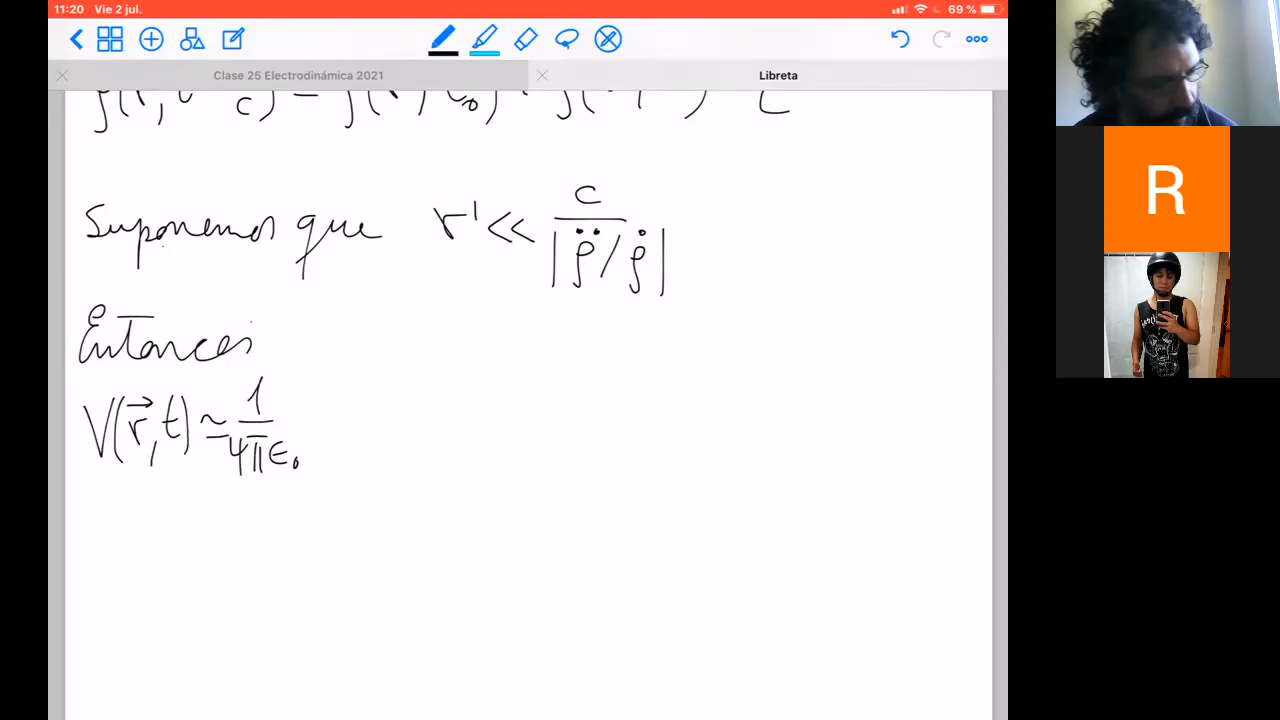 11:20 Vie 2 jul.
69 %
Clase 25 Electrodinámica 2021
Libreta
Suponemos que r' << c / |ρ̈/ρ̇|
R
Entonces
V(r⃗,t) ≃ 1/4πε₀